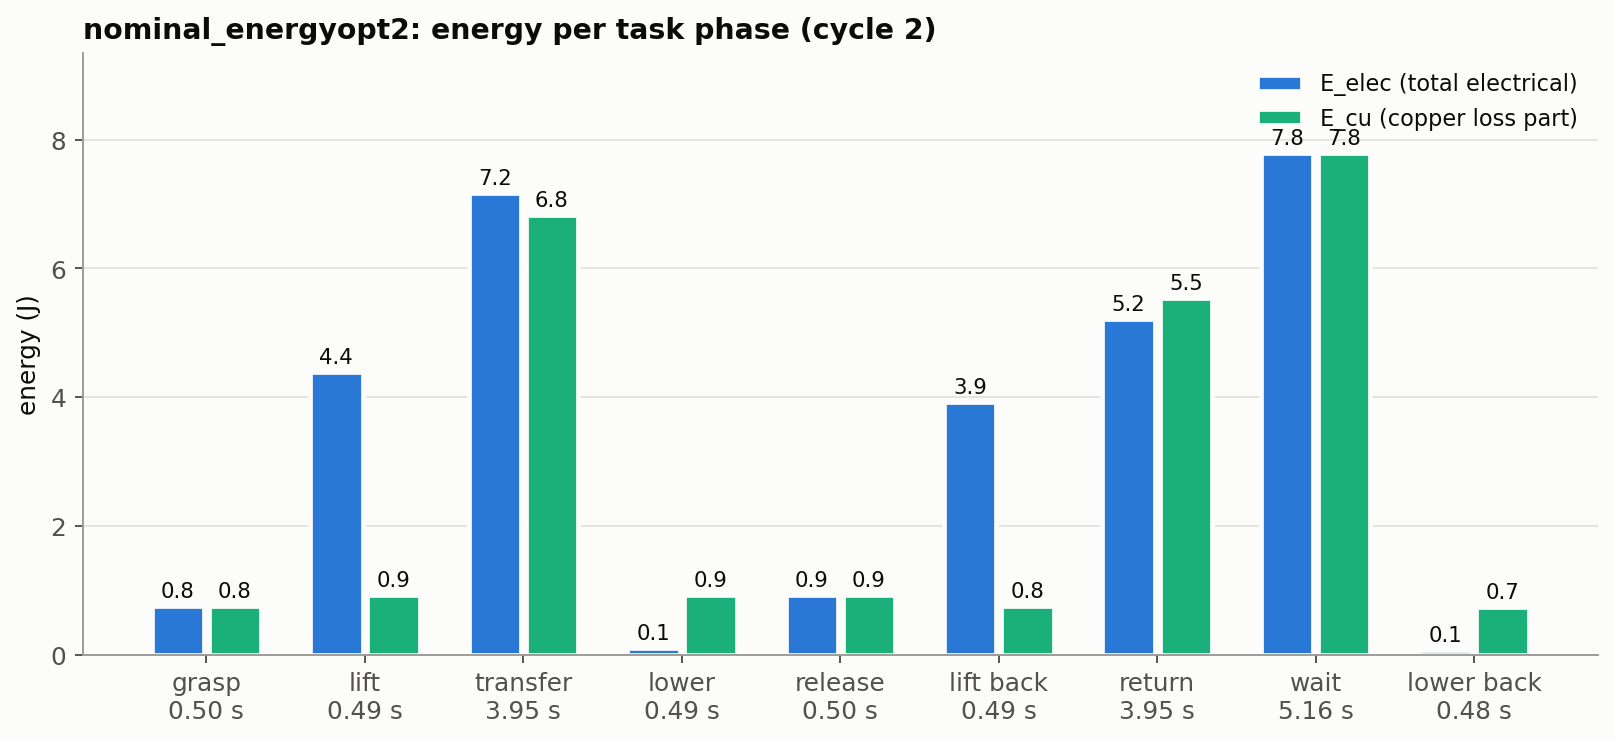 nominal_energyopt2: energy per task phase (cycle 2)
E_elec (total electrical)
E_cu (copper loss part)
energy (J)
8
6
4
2
0
0.8 0.8
4.4 0.9
7.2 6.8
0.1 0.9
0.9 0.9
3.9 0.8
5.2 5.5
7.8 7.8
0.1 0.7
grasp lift transfer lower release lift back return wait lower back
0.50 s 0.49 s 3.95 s 0.49 s 0.50 s 0.49 s 3.95 s 5.16 s 0.48 s